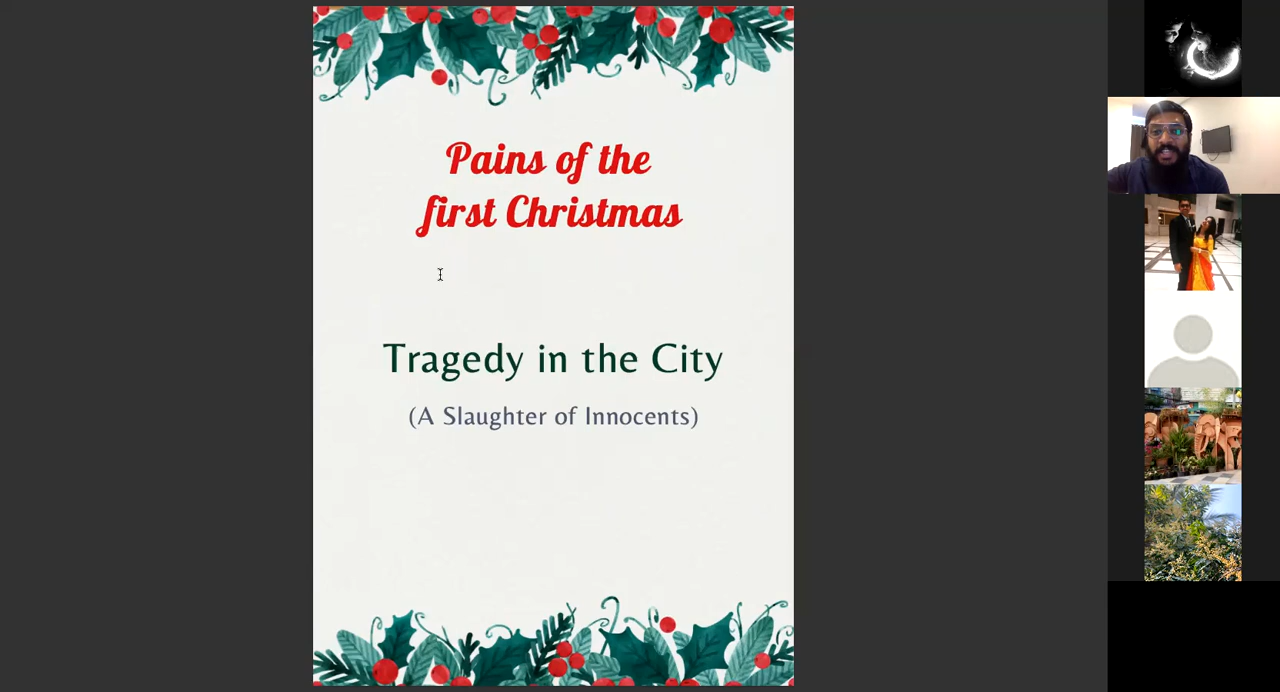 Pains of the
first Christmas
Tragedy in the City
(A Slaughter of Innocents)